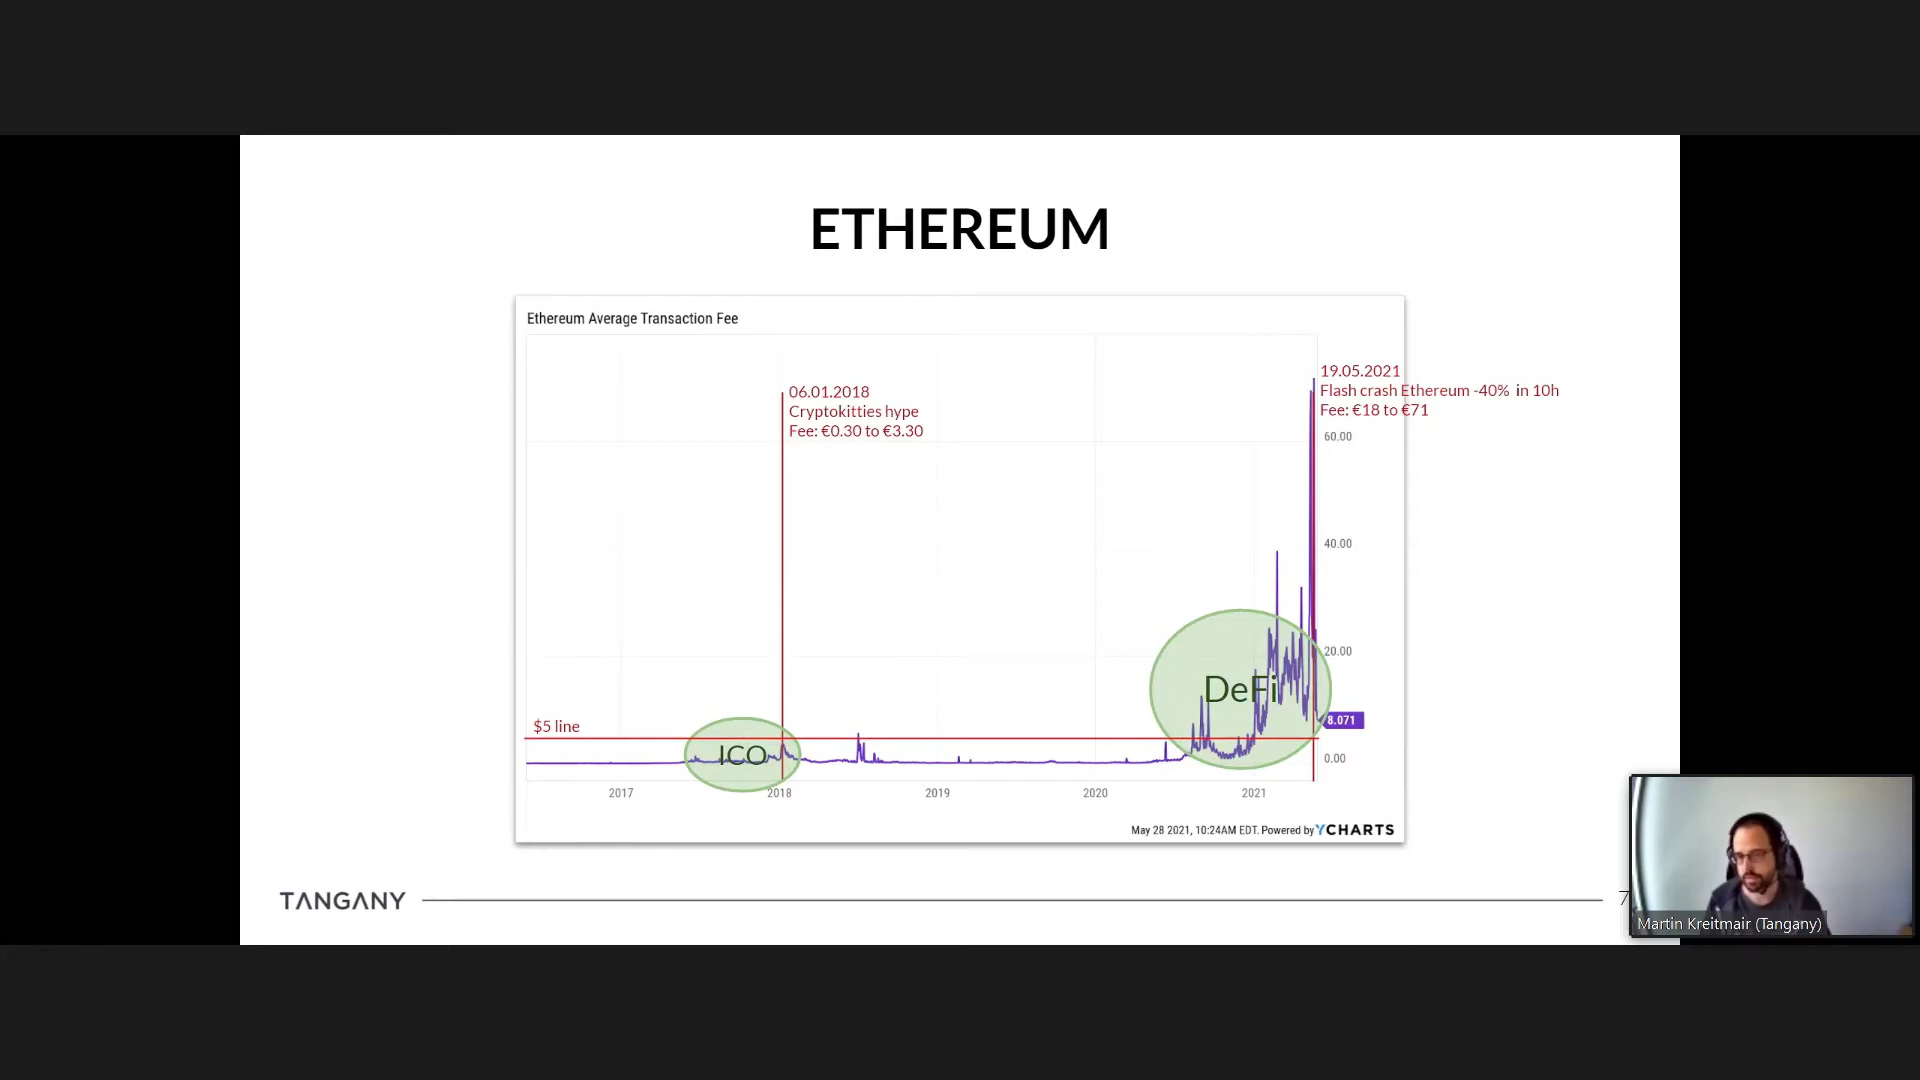 ETHEREUM
Ethereum Average Transaction Fee
06.01.2018
Cryptokitties hype
Fee: €0.30 to €3.30
19.05.2021
Flash crash Ethereum -40% in 10h
Fee: €18 to €71
60.00
40.00
20.00
DeFi
8.071
$5 line
ICO
0.00
2017
2018
2019
2020
2021
May 28 2021, 10:24AM EDT. Powered by YCHARTS
TANGANY
7
Martin Kreitmair (Tangany)